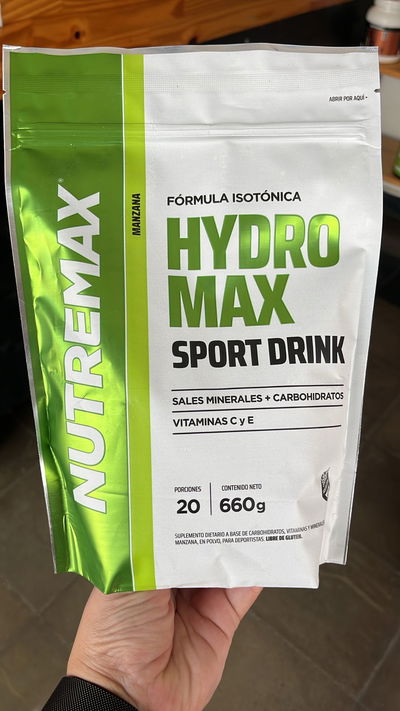 ABRIR POR AQUÍ -
NUTREMAX®
MANZANA
FÓRMULA ISOTÓNICA
HYDRO
MAX
SPORT DRINK
SALES MINERALES + CARBOHIDRATOS
VITAMINAS C y E
PORCIONES
20
CONTENIDO NETO
660g
SUPLEMENTO DIETARIO A BASE DE CARBOHIDRATOS, VITAMINAS Y MINERALES
MANZANA, EN POLVO, PARA DEPORTISTAS. LIBRE DE GLUTEN.